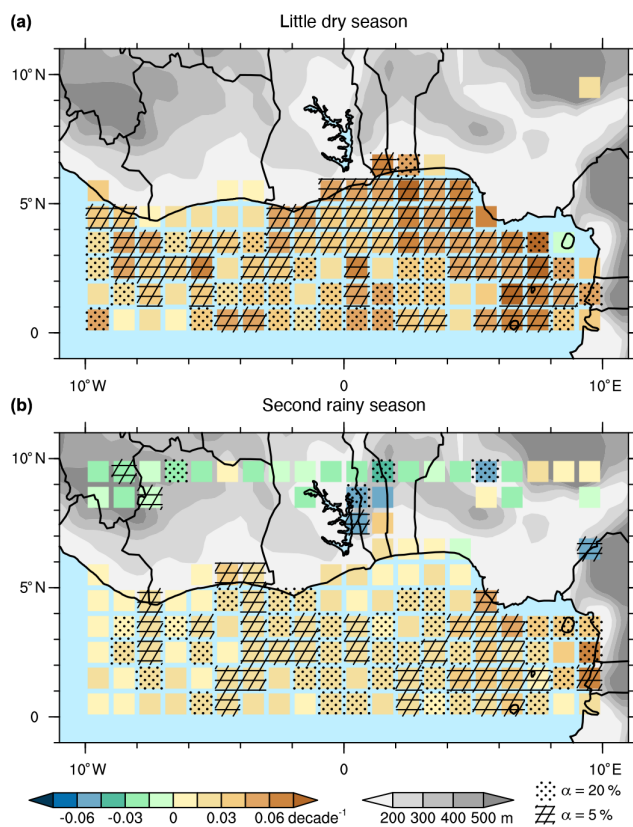 (a) Little dry season
10°N
5°N
0
10°W 0 10°E
(b) Second rainy season
10°N
5°N
0
10°W 0 10°E
-0.06 -0.03 0 0.03 0.06 decade⁻¹
200 300 400 500 m
α = 20 %
α = 5 %